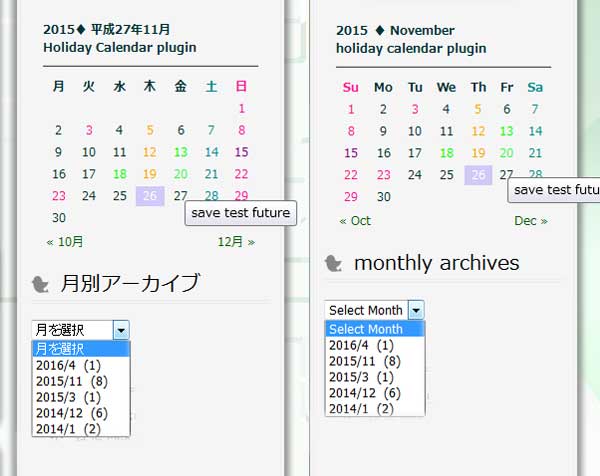 2015♦ 平成27年11月
Holiday Calendar plugin
月 火 水 木 金 土 日
1
2 3 4 5 6 7 8
9 10 11 12 13 14 15
16 17 18 19 20 21 22
23 24 25 26 27 28 29
30
save test future
« 10月 12月 »
月別アーカイブ
月を選択
月を選択
2016/4 (1)
2015/11 (8)
2015/3 (1)
2014/12 (6)
2014/1 (2)
2015 ♦ November
holiday calendar plugin
Su Mo Tu We Th Fr Sa
1 2 3 4 5 6 7
8 9 10 11 12 13 14
15 16 17 18 19 20 21
22 23 24 25 26 27 28
29 30
save test futu
« Oct Dec »
monthly archives
Select Month
Select Month
2016/4 (1)
2015/11 (8)
2015/3 (1)
2014/12 (6)
2014/1 (2)